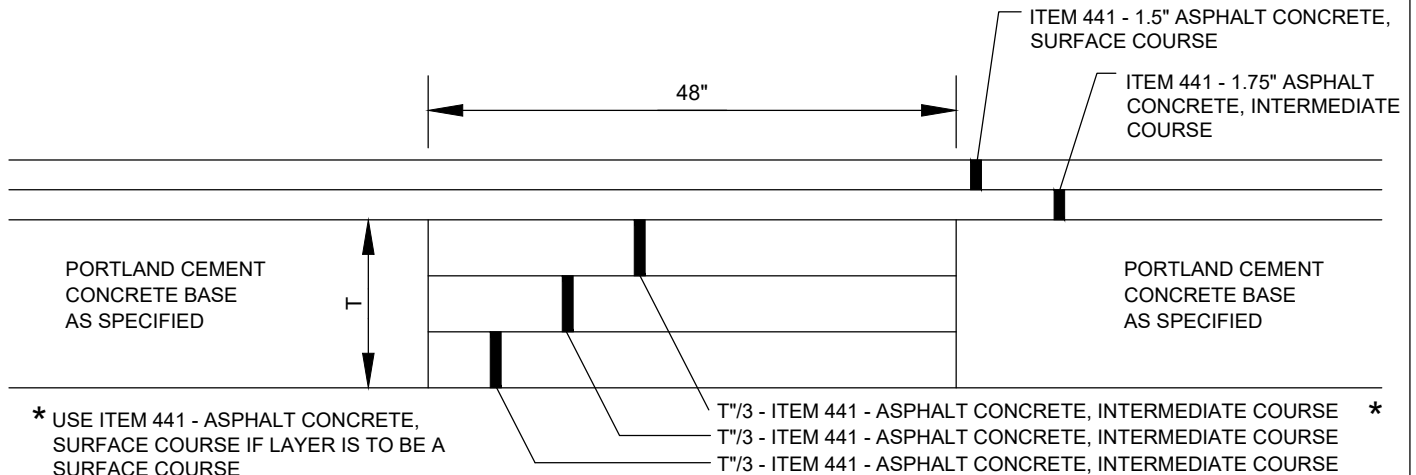 ITEM 441 - 1.5" ASPHALT CONCRETE,
SURFACE COURSE
ITEM 441 - 1.75" ASPHALT
CONCRETE, INTERMEDIATE
COURSE
48"
PORTLAND CEMENT
CONCRETE BASE
AS SPECIFIED
T
PORTLAND CEMENT
CONCRETE BASE
AS SPECIFIED
* USE ITEM 441 - ASPHALT CONCRETE,
SURFACE COURSE IF LAYER IS TO BE A
SURFACE COURSE
T"/3 - ITEM 441 - ASPHALT CONCRETE, INTERMEDIATE COURSE *
T"/3 - ITEM 441 - ASPHALT CONCRETE, INTERMEDIATE COURSE
T"/3 - ITEM 441 - ASPHALT CONCRETE, INTERMEDIATE COURSE